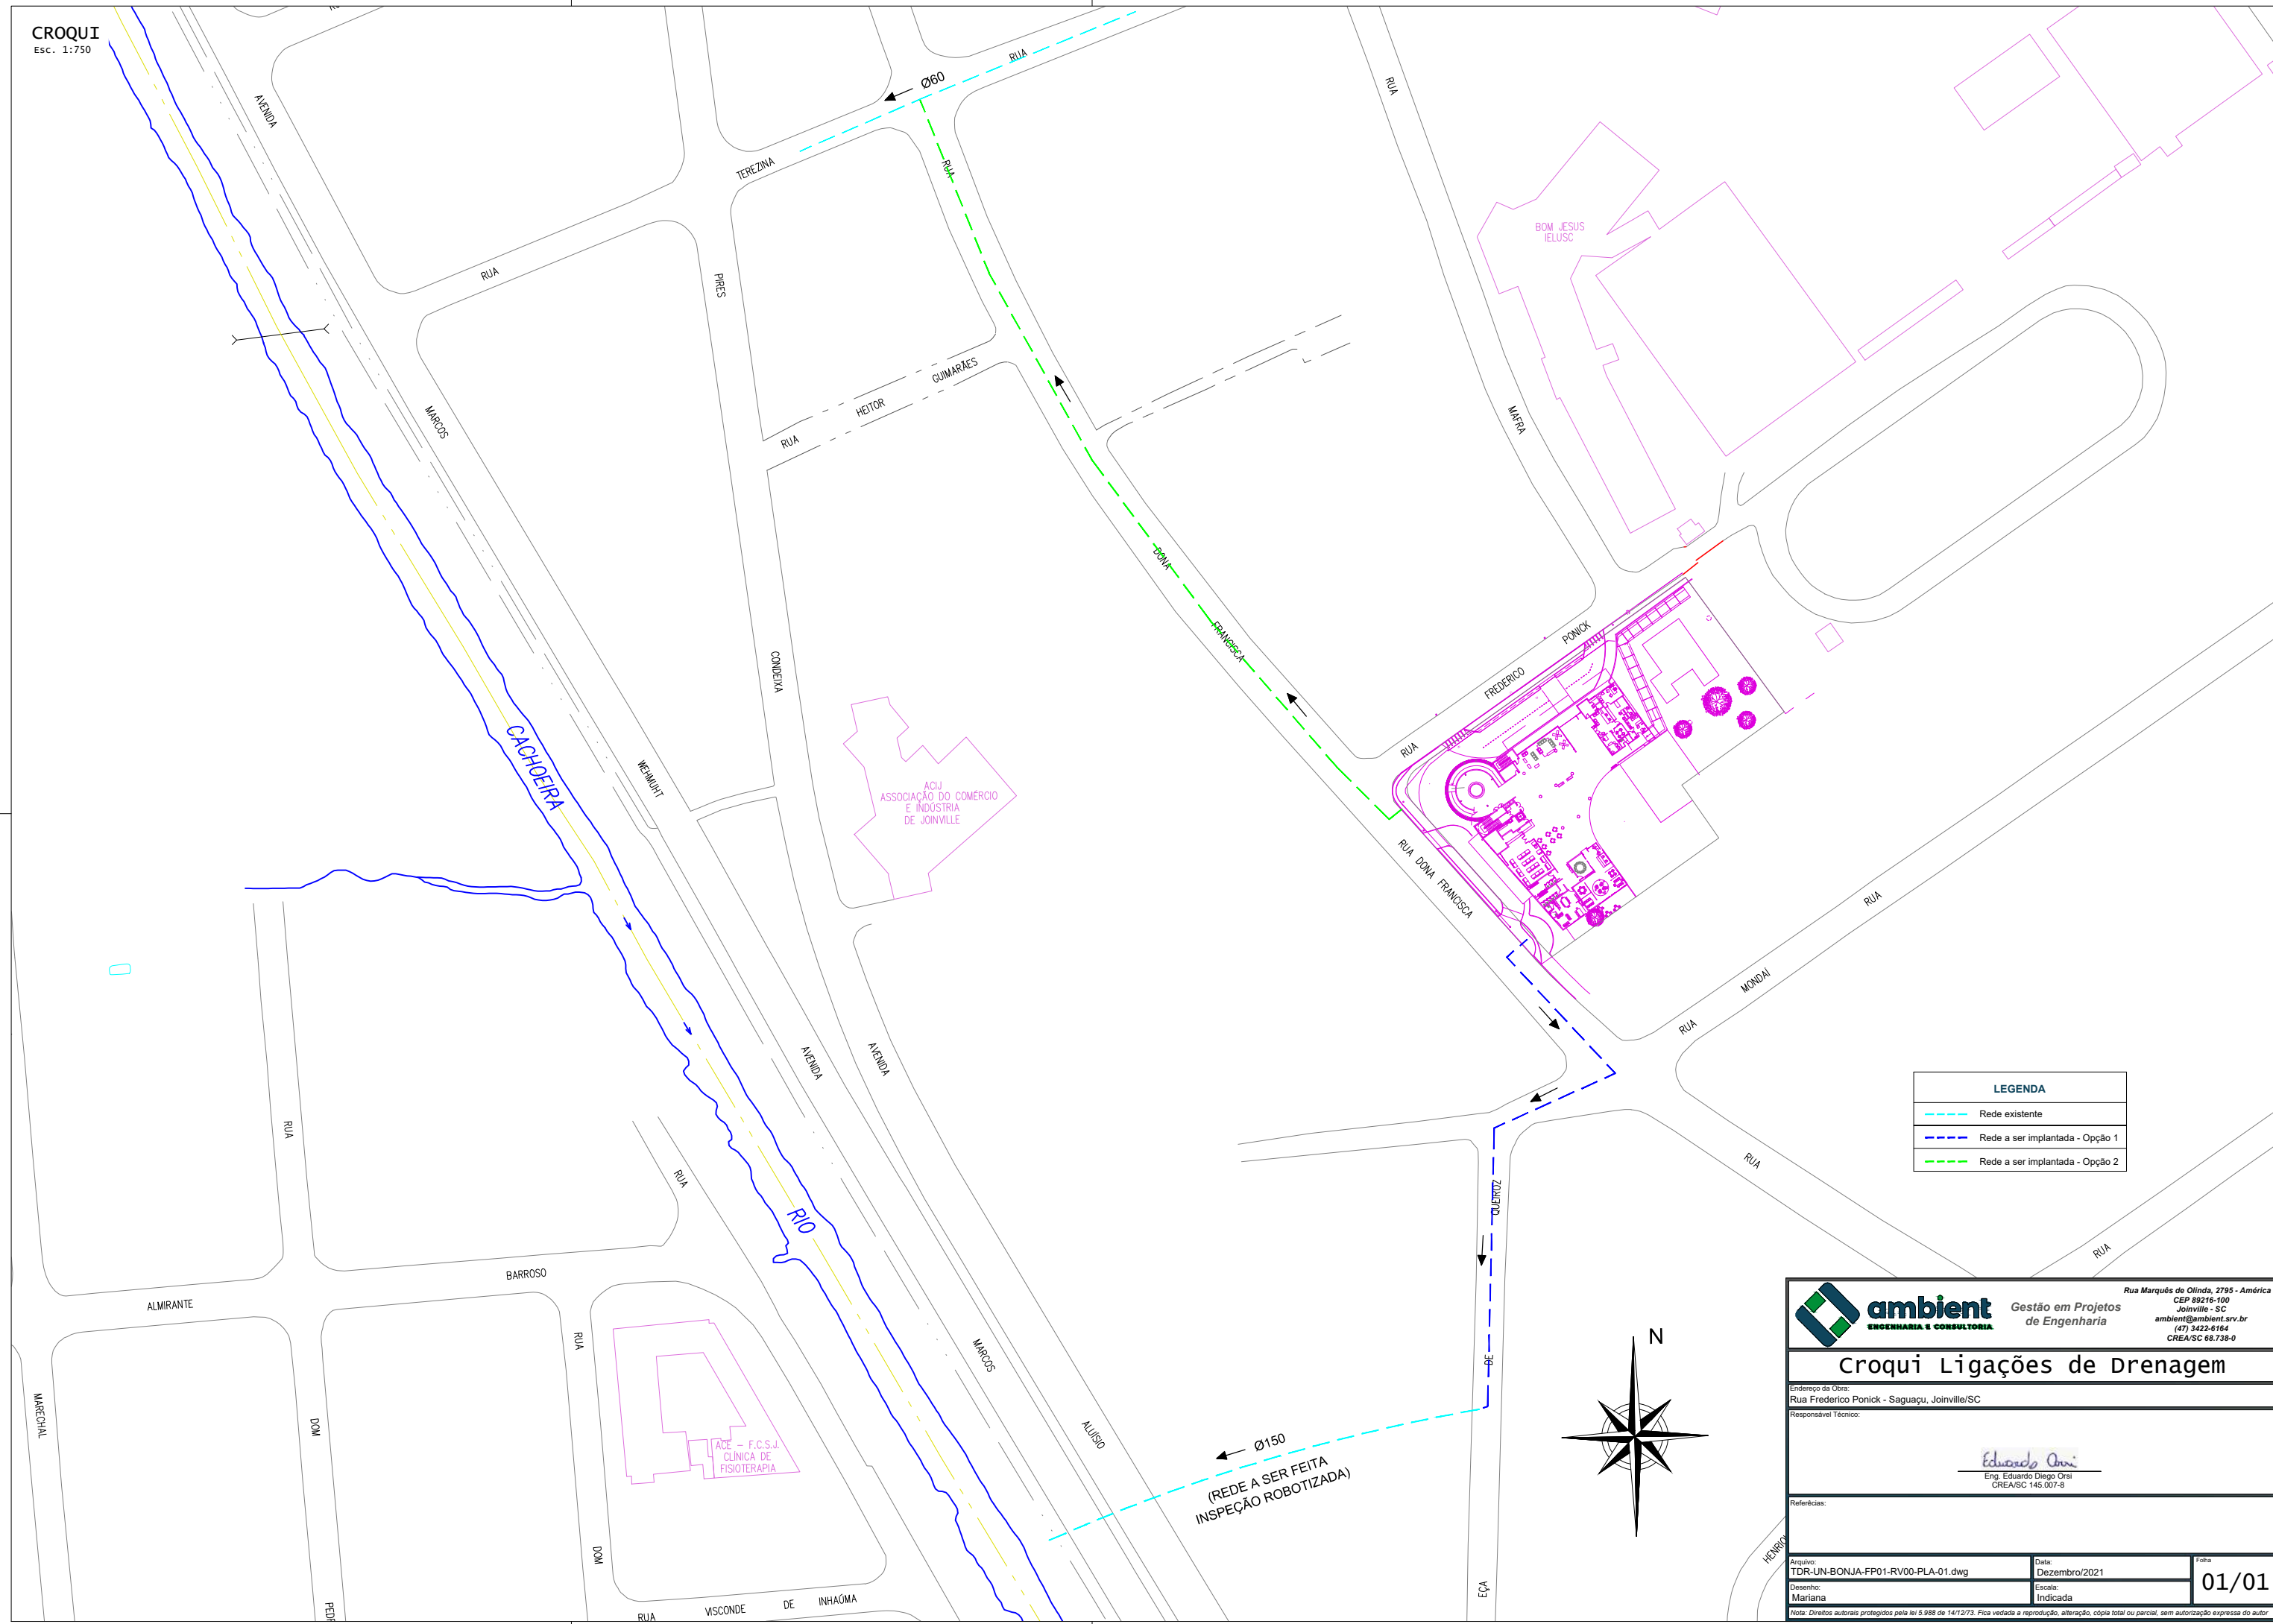 CROQUI
Esc. 1:750
AVENIDA
Ø60
RUA
RUA
TEREZINA
RUA
RUA
PIRES
BOM JESUS
IELUSC
MARCOS
RUA
HEITOR
GUIMARÃES
MAFRA
DONA
FRANCISCA
CONDEIXA
PONICK
FREDERICO
RUA
CACHOEIRA
WEHMUHT
ACIJ
ASSOCIAÇÃO DO COMÉRCIO
E INDÚSTRIA
DE JOINVILLE
RUA DONA FRANCISCA
RUA
MONDAÍ
RUA
AVENIDA
AVENIDA
RUA
RUA
RUA
QUEIROZ
RIO
RUA
BARROSO
ALMIRANTE
RUA
DE
MARCOS
MARECHAL
DOM
ALUÍSIO
ACE - F.C.S.J.
CLÍNICA DE
FISIOTERAPIA
Ø150
(REDE A SER FEITA
INSPEÇÃO ROBOTIZADA)
DOM
EÇA
RUA
VISCONDE
DE
INHAÚMA
LEGENDA
Rede existente
Rede a ser implantada - Opção 1
Rede a ser implantada - Opção 2
N
ambient
ENGENHARIA E CONSULTORIA
Gestão em Projetos
de Engenharia
Rua Marquês de Olinda, 2795 - América
CEP 89216-100
Joinville - SC
ambient@ambient.srv.br
(47) 3422-6164
CREA/SC 68.738-0
Croqui Ligações de Drenagem
Endereço da Obra:
Rua Frederico Ponick - Saguaçu, Joinville/SC
Responsável Técnico:
Eduardo Orsi
Eng. Eduardo Diego Orsi
CREA/SC 145.007-8
Referêcias:
Arquivo:
TDR-UN-BONJA-FP01-RV00-PLA-01.dwg
Data:
Dezembro/2021
Folha
01/01
Desenho:
Mariana
Escala:
Indicada
Nota: Direitos autorais protegidos pela lei 5.988 de 14/12/73. Fica vedada a reprodução, alteração, cópia total ou parcial, sem autorização expressa do autor